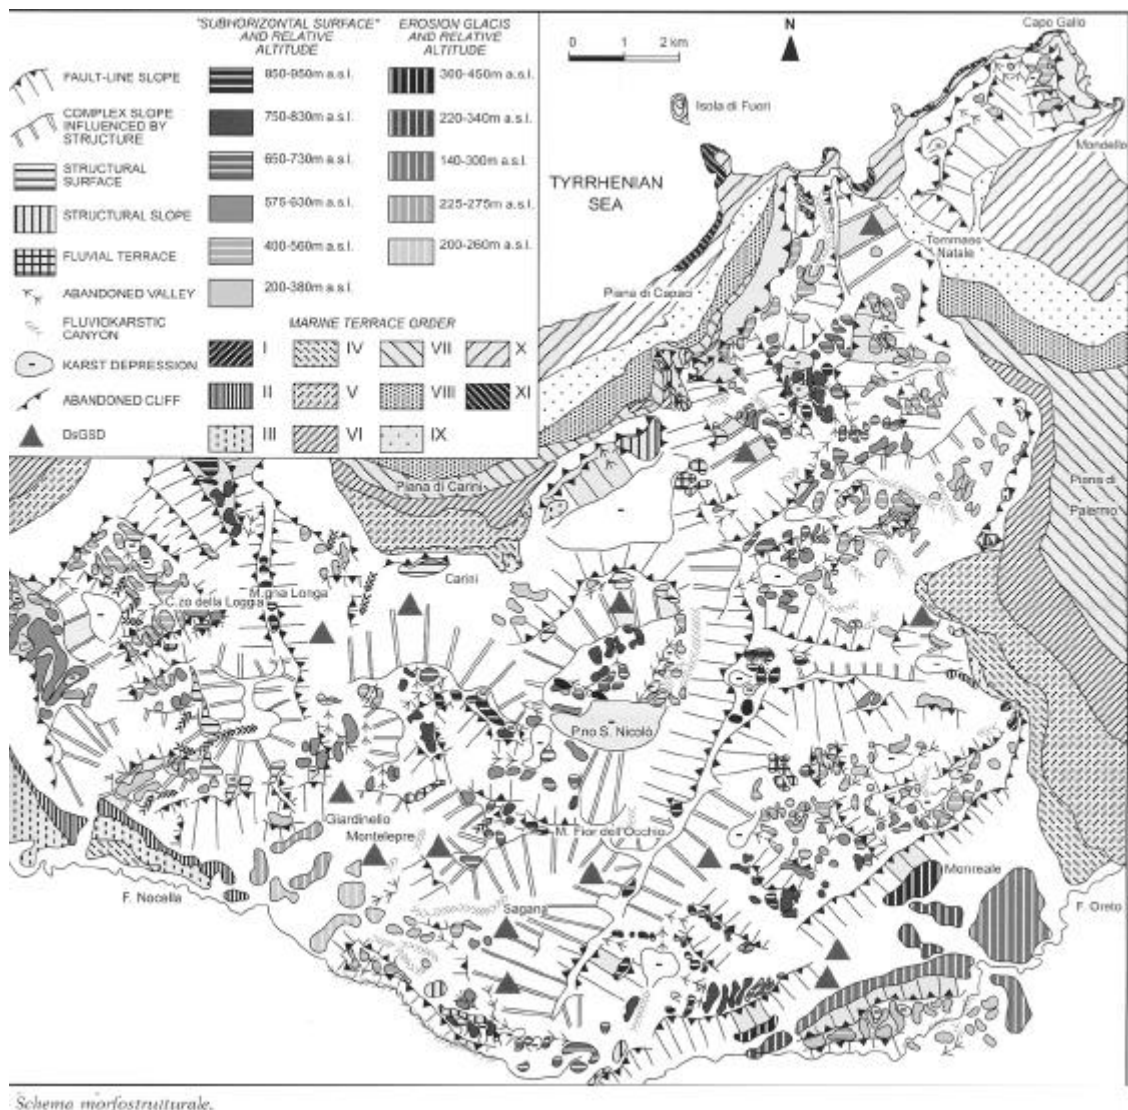 "SUBHORIZONTAL SURFACE"
AND RELATIVE
ALTITUDE
850-950m a.s.l.
750-830m a.s.l.
650-730m a.s.l.
575-630m a.s.l.
400-560m a.s.l.
200-380m a.s.l.
EROSION GLACIS
AND RELATIVE
ALTITUDE
300-450m a.s.l.
220-340m a.s.l.
140-300m a.s.l.
225-275m a.s.l.
200-260m a.s.l.
FAULT-LINE SLOPE
COMPLEX SLOPE
INFLUENCED BY
STRUCTURE
STRUCTURAL
SURFACE
STRUCTURAL SLOPE
FLUVIAL TERRACE
ABANDONED VALLEY
FLUVIOKARSTIC
CANYON
KARST DEPRESSION
ABANDONED CLIFF
DsGSD
MARINE TERRACE ORDER
I
IV
VII
X
II
V
VIII
XI
III
VI
IX
0 1 2 km
N
Capo Gallo
Isola di Fuori
Mondello
TYRRHENIAN
SEA
Tommaso
Natale
Piana di Capaci
Piana di Carini
Piana di
Palermo
Carini
M.gna Longa
C.zo della Loggia
P.no S. Nicolò
Giardinello
Montelepre
M. Fior dell'Occhio
Monreale
F. Nocella
Sagana
F. Oreto
Schema morfostrutturale.